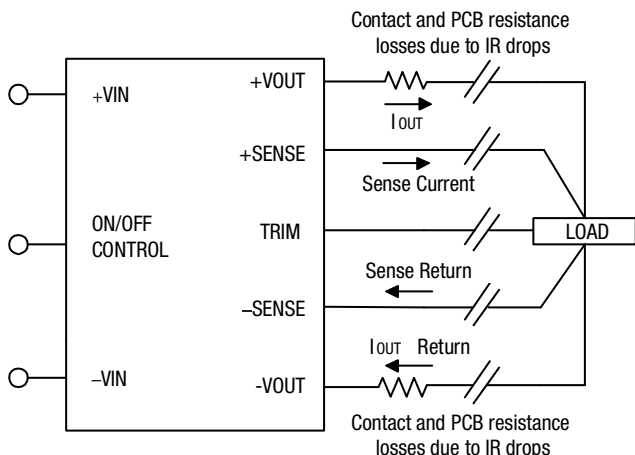 Contact and PCB resistance
losses due to IR drops
+VOUT
+VIN
IOUT
+SENSE
Sense Current
ON/OFF
CONTROL
TRIM
LOAD
Sense Return
−SENSE
IOUT Return
−VIN
-VOUT
Contact and PCB resistance
losses due to IR drops